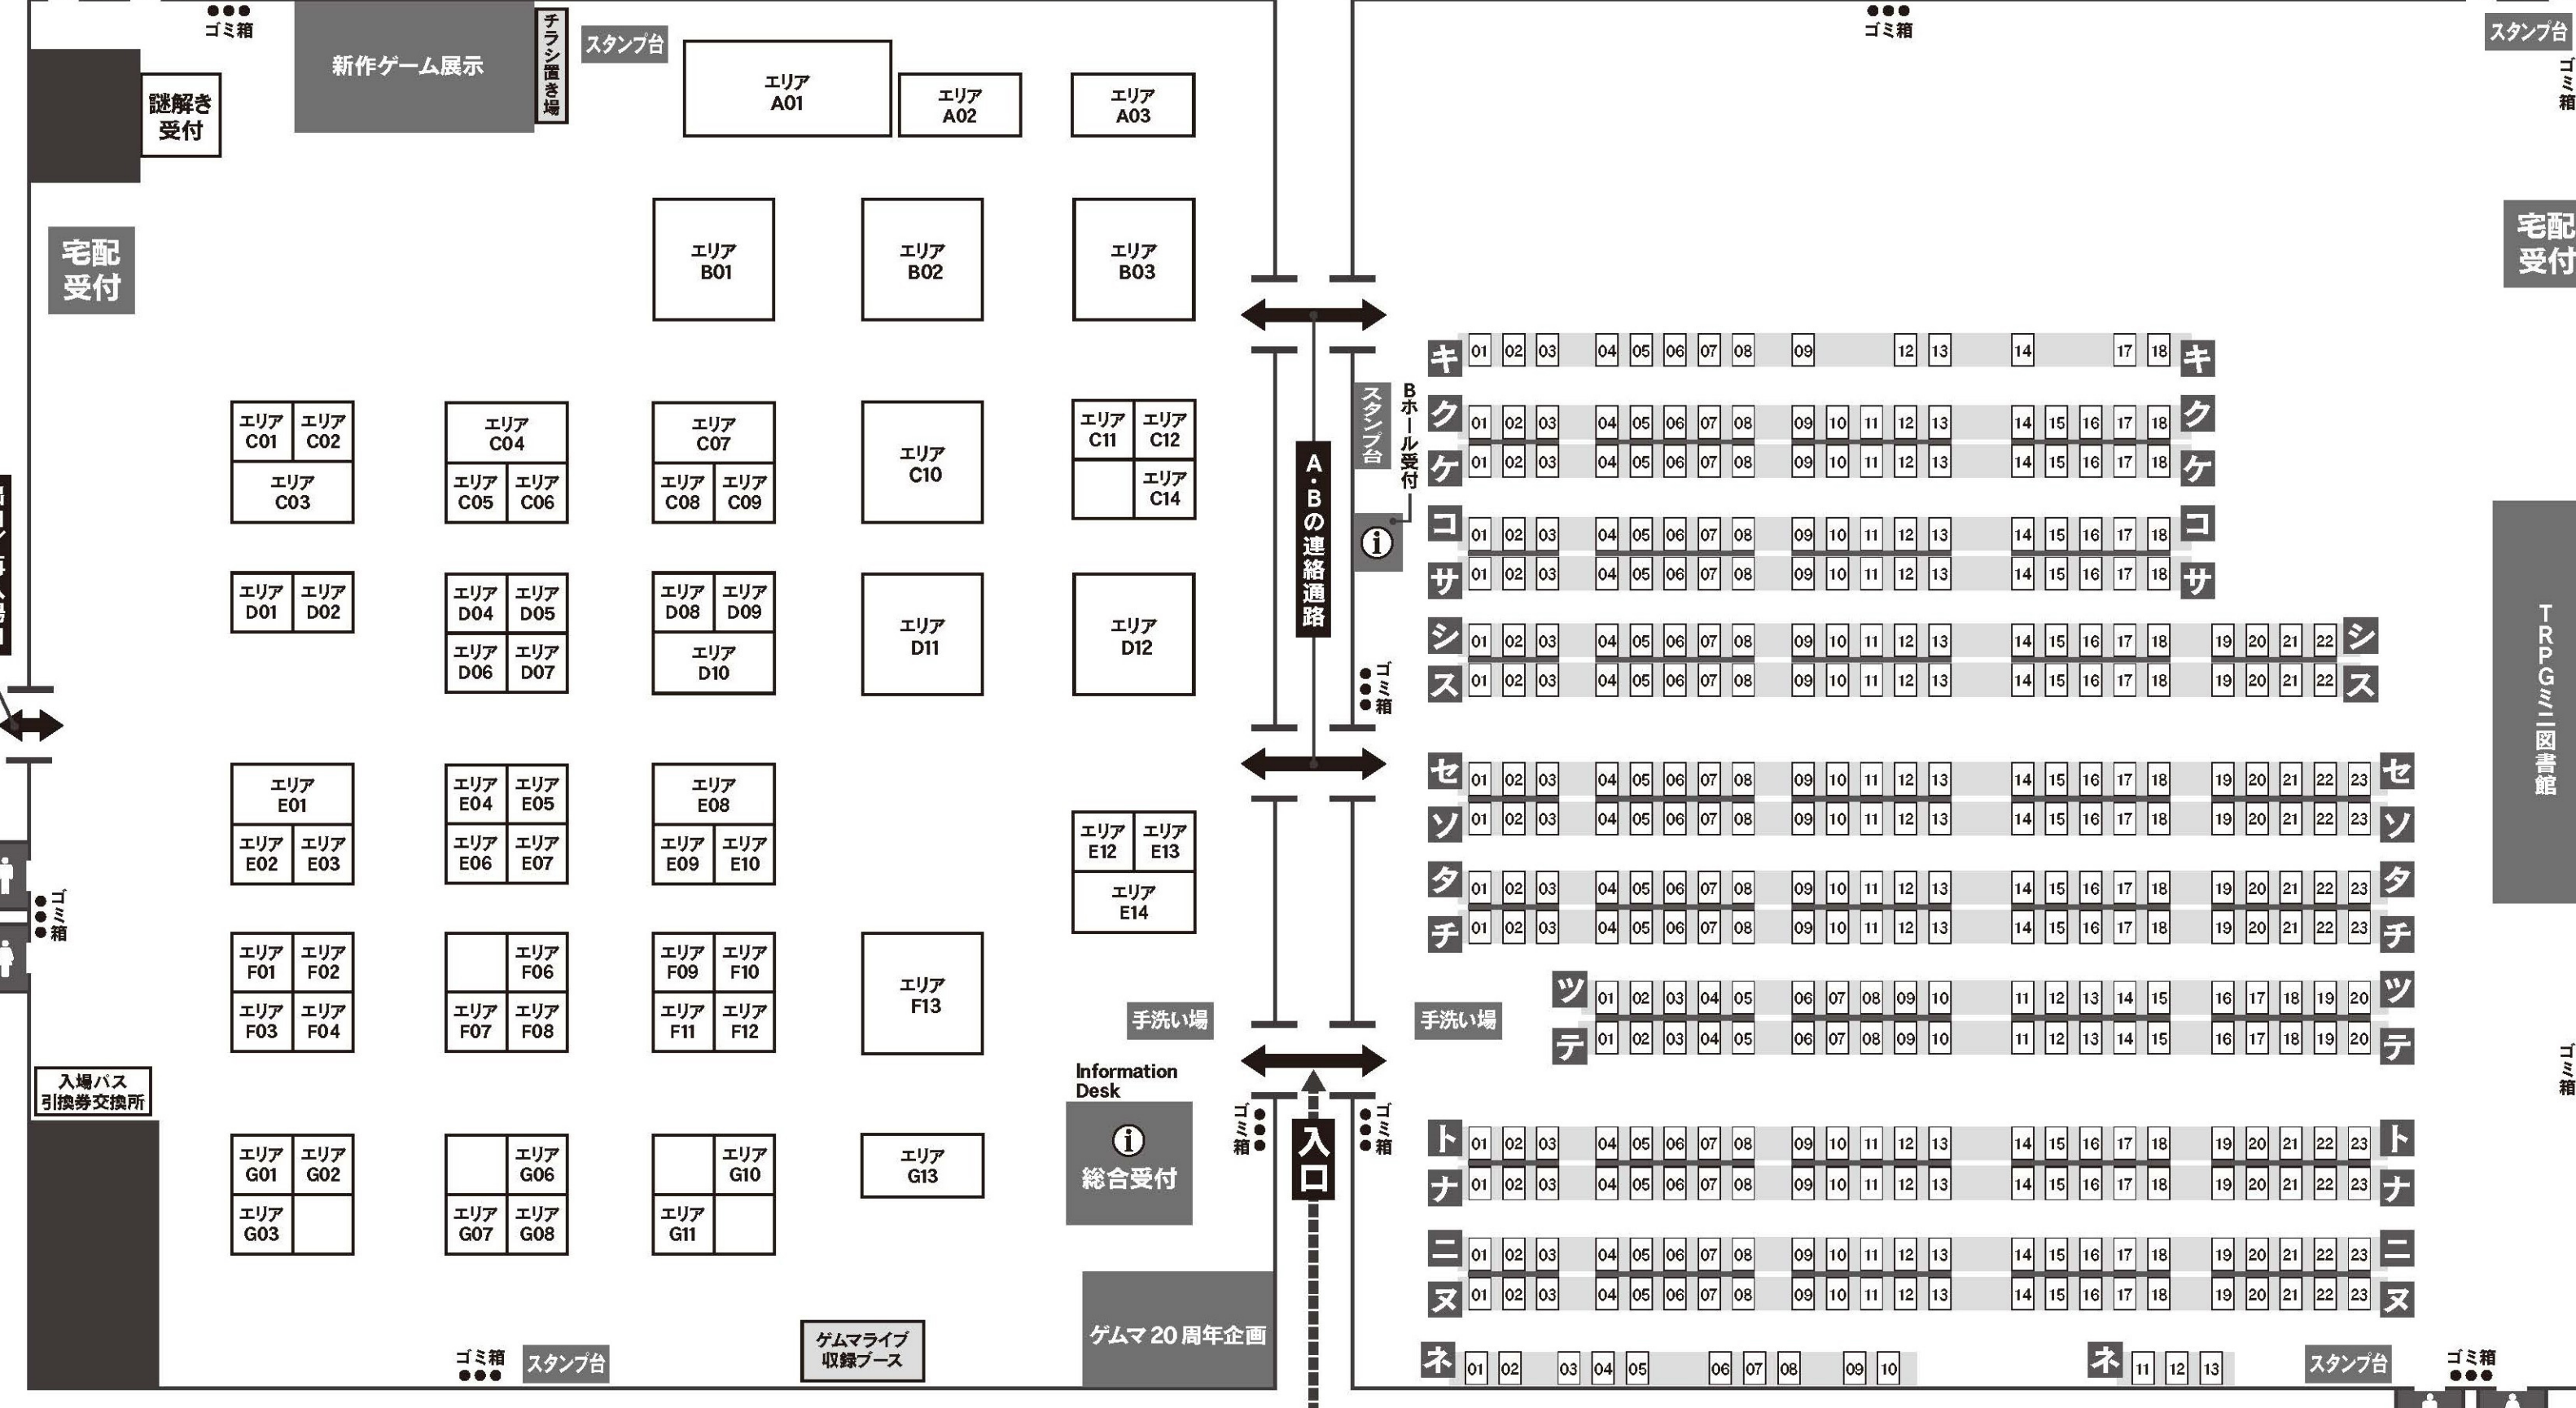 ゴミ箱
新作ゲーム展示
チラシ置き場
スタンプ台
エリア
A01
エリア
A02
エリア
A03
謎解き
受付
宅配
受付
エリア
B01
エリア
B02
エリア
B03
エリア
C01
エリア
C02
エリア
C03
エリア
C04
エリア
C05
エリア
C06
エリア
C07
エリア
C08
エリア
C09
エリア
C10
エリア
C11
エリア
C12
エリア
C14
エリア
D01
エリア
D02
エリア
D04
エリア
D05
エリア
D06
エリア
D07
エリア
D08
エリア
D09
エリア
D10
エリア
D11
エリア
D12
エリア
E01
エリア
E02
エリア
E03
エリア
E04
エリア
E05
エリア
E06
エリア
E07
エリア
E08
エリア
E09
エリア
E10
エリア
E12
エリア
E13
エリア
E14
ゴミ箱
エリア
F01
エリア
F02
エリア
F03
エリア
F04
エリア
F06
エリア
F07
エリア
F08
エリア
F09
エリア
F10
エリア
F11
エリア
F12
エリア
F13
手洗い場
入場パス
引換券交換所
Information
Desk
i
総合受付
エリア
G01
エリア
G02
エリア
G03
エリア
G06
エリア
G07
エリア
G08
エリア
G10
エリア
G11
エリア
G13
ゴミ箱
ゲムマ20周年企画
ゲムマライブ
収録ブース
ゴミ箱
スタンプ台
A・Bの連絡通路
入口
ゴミ箱
スタンプ台
ゴミ箱
宅配
受付
スタンプ台
Bホール受付
i
ゴミ箱
TRPGミニ図書館
キ 01 02 03 04 05 06 07 08 09 12 13 14 17 18 キ
ク 01 02 03 04 05 06 07 08 09 10 11 12 13 14 15 16 17 18 ク
ケ 01 02 03 04 05 06 07 08 09 10 11 12 13 14 15 16 17 18 ケ
コ 01 02 03 04 05 06 07 08 09 10 11 12 13 14 15 16 17 18 コ
サ 01 02 03 04 05 06 07 08 09 10 11 12 13 14 15 16 17 18 サ
シ 01 02 03 04 05 06 07 08 09 10 11 12 13 14 15 16 17 18 19 20 21 22 シ
ス 01 02 03 04 05 06 07 08 09 10 11 12 13 14 15 16 17 18 19 20 21 22 ス
セ 01 02 03 04 05 06 07 08 09 10 11 12 13 14 15 16 17 18 19 20 21 22 23 セ
ソ 01 02 03 04 05 06 07 08 09 10 11 12 13 14 15 16 17 18 19 20 21 22 23 ソ
タ 01 02 03 04 05 06 07 08 09 10 11 12 13 14 15 16 17 18 19 20 21 22 23 タ
チ 01 02 03 04 05 06 07 08 09 10 11 12 13 14 15 16 17 18 19 20 21 22 23 チ
手洗い場
ツ 01 02 03 04 05 06 07 08 09 10 11 12 13 14 15 16 17 18 19 20 ツ
テ 01 02 03 04 05 06 07 08 09 10 11 12 13 14 15 16 17 18 19 20 テ
ゴミ箱
ゴミ箱
ト 01 02 03 04 05 06 07 08 09 10 11 12 13 14 15 16 17 18 19 20 21 22 23 ト
ナ 01 02 03 04 05 06 07 08 09 10 11 12 13 14 15 16 17 18 19 20 21 22 23 ナ
ニ 01 02 03 04 05 06 07 08 09 10 11 12 13 14 15 16 17 18 19 20 21 22 23 ニ
ヌ 01 02 03 04 05 06 07 08 09 10 11 12 13 14 15 16 17 18 19 20 21 22 23 ヌ
ネ 01 02 03 04 05 06 07 08 09 10 ネ 11 12 13
スタンプ台
ゴミ箱